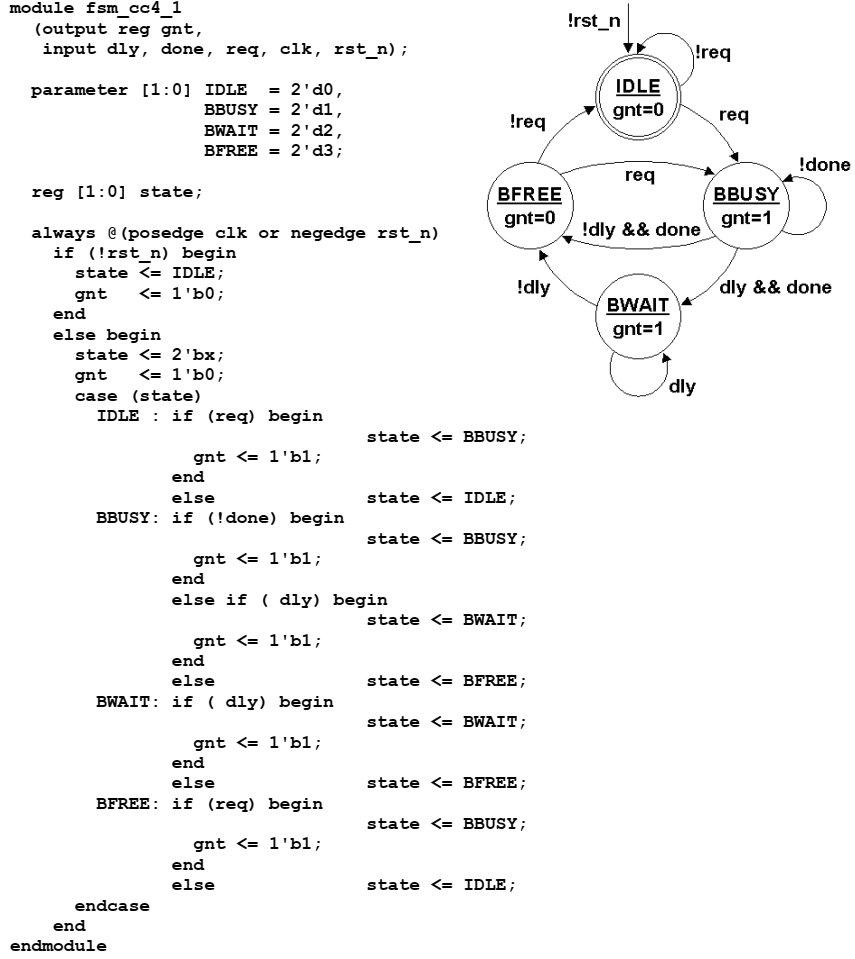 module fsm_cc4_1
(output reg gnt,
input dly, done, req, clk, rst_n);
parameter [1:0] IDLE = 2'd0,
BBUSY = 2'd1,
BWAIT = 2'd2,
BFREE = 2'd3;
reg [1:0] state;
always @(posedge clk or negedge rst_n)
if (!rst_n) begin
state <= IDLE;
gnt <= 1'b0;
end
else begin
state <= 2'bx;
gnt <= 1'b0;
case (state)
IDLE : if (req) begin
state <= BBUSY;
gnt <= 1'b1;
end
else state <= IDLE;
BBUSY: if (!done) begin
state <= BBUSY;
gnt <= 1'b1;
end
else if ( dly) begin
state <= BWAIT;
gnt <= 1'b1;
end
else state <= BFREE;
BWAIT: if ( dly) begin
state <= BWAIT;
gnt <= 1'b1;
end
else state <= BFREE;
BFREE: if (req) begin
state <= BBUSY;
gnt <= 1'b1;
end
else state <= IDLE;
endcase
end
endmodule
!rst_n
!req
IDLE
gnt=0
!req
req
!done
req
BFREE
gnt=0
BBUSY
gnt=1
!dly && done
!dly
dly && done
BWAIT
gnt=1
dly